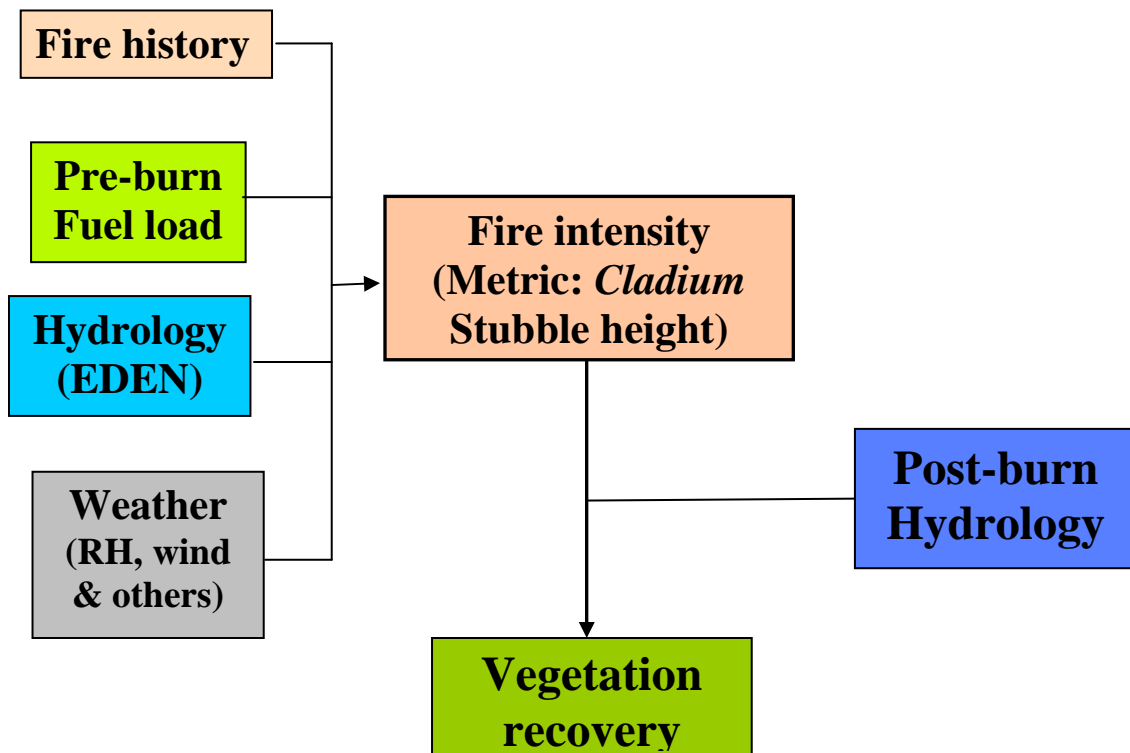 Fire history
Pre-burn
Fuel load
Hydrology
(EDEN)
Weather
(RH, wind
& others)
Fire intensity
(Metric: Cladium
Stubble height)
Post-burn
Hydrology
Vegetation
recovery